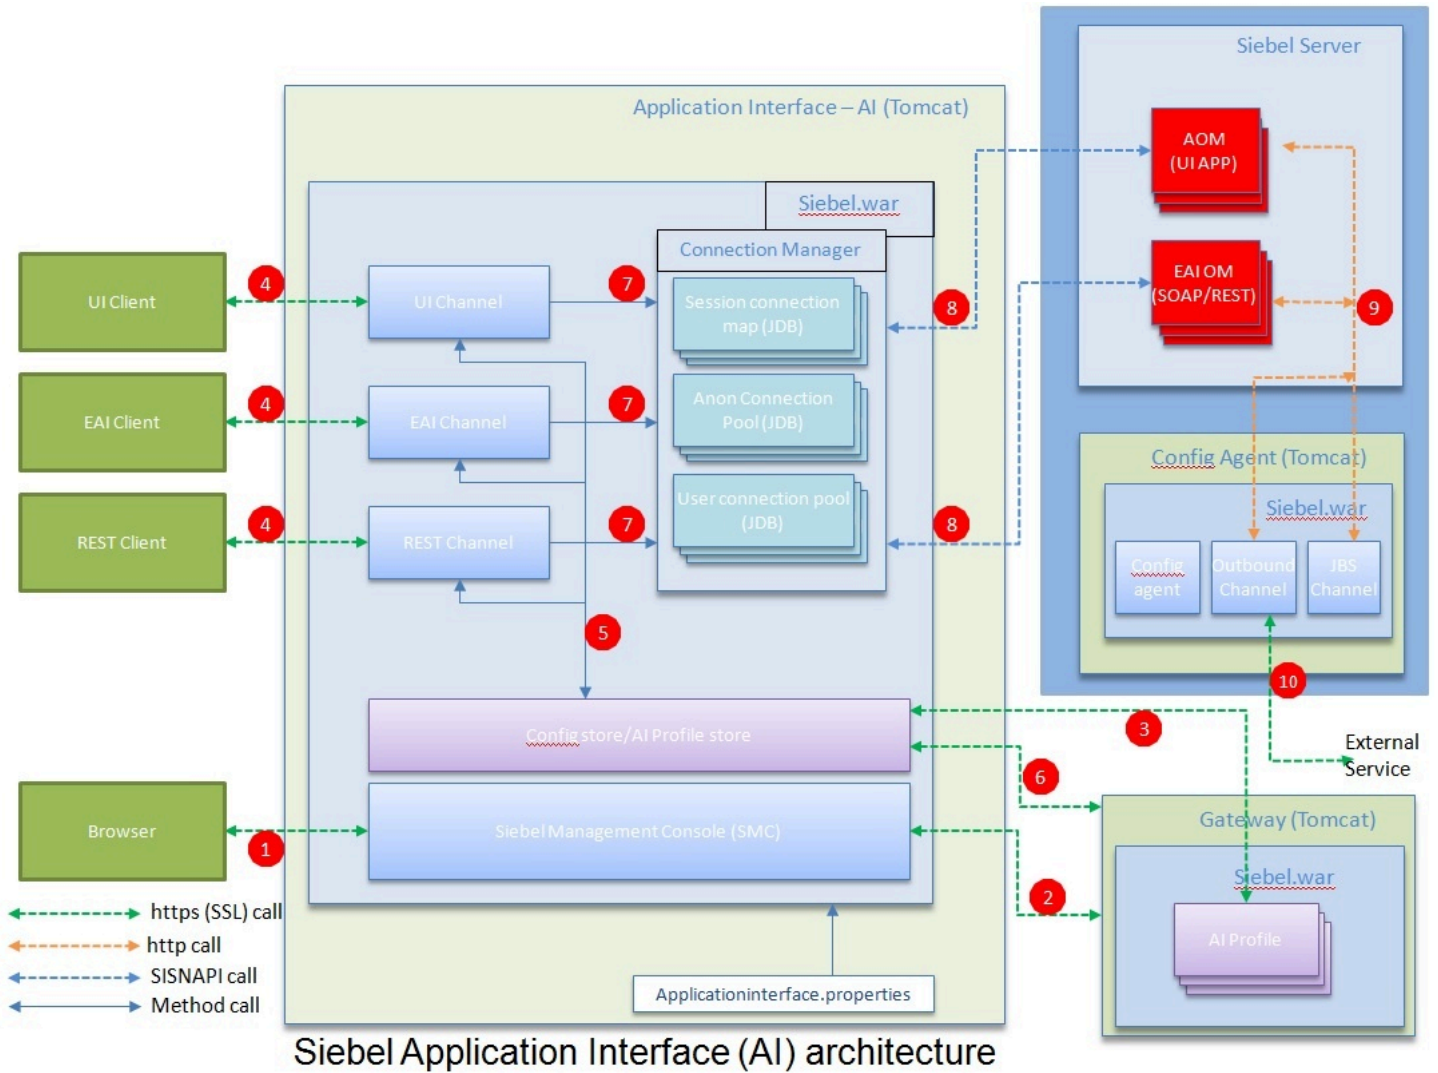 Siebel Server
Application Interface – AI (Tomcat)
AOM
(UI APP)
Siebel.war
Connection Manager
EAI OM
(SOAP/REST)
4
7
8
9
UI Client
UI Channel
Session connection
map (JDB)
4
7
EAI Client
EAI Channel
Anon Connection
Pool (JDB)
Config Agent (Tomcat)
Siebel.war
4
7
8
REST Client
REST Channel
User connection pool
(JDB)
Config
agent
Outbound
Channel
JBS
Channel
5
10
3
Config store/AI Profile store
External
Service
6
Browser
1
Siebel Management Console (SMC)
Gateway (Tomcat)
Siebel.war
2
AI Profile
https (SSL) call
http call
SISNAPI call
Method call
Applicationinterface.properties
Siebel Application Interface (AI) architecture